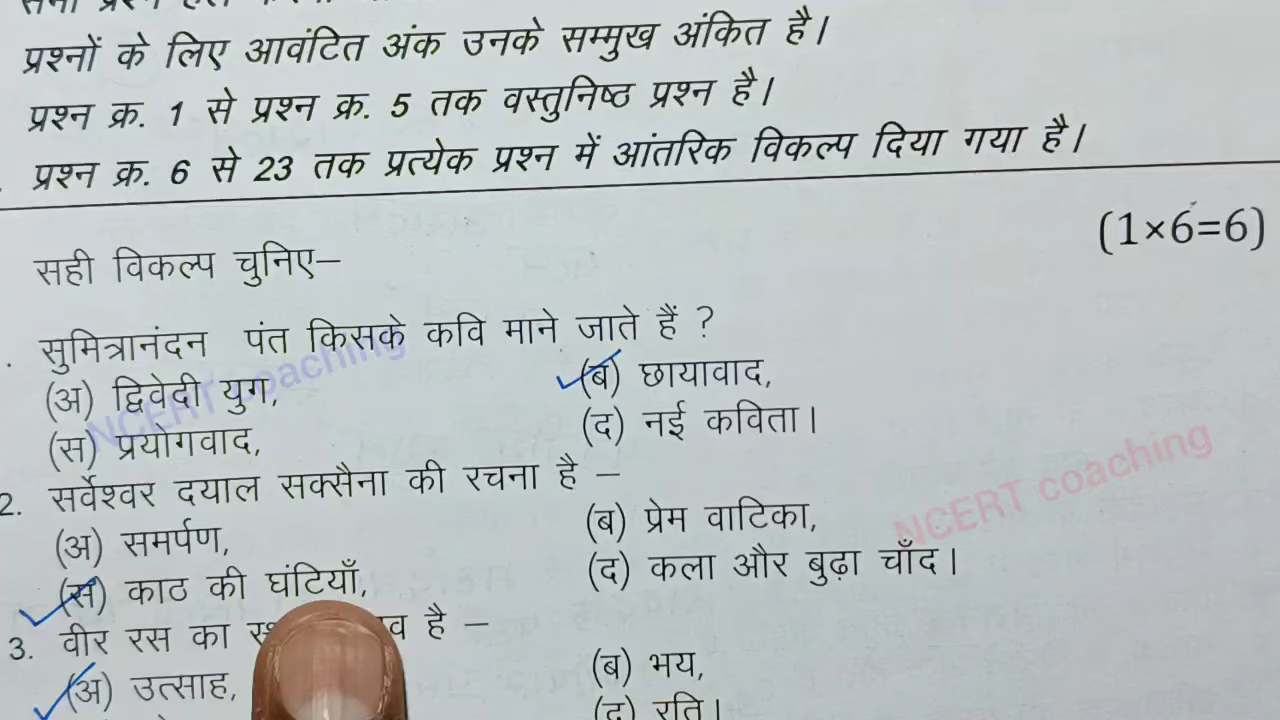 प्रश्नों के लिए आवंटित अंक उनके सम्मुख अंकित है।
प्रश्न क्र. 1 से प्रश्न क्र. 5 तक वस्तुनिष्ठ प्रश्न है।
प्रश्न क्र. 6 से 23 तक प्रत्येक प्रश्न में आंतरिक विकल्प दिया गया है।
(1×6=6)
सही विकल्प चुनिए–
सुमित्रानंदन पंत किसके कवि माने जाते हैं ?
(अ) द्विवेदी युग, (ब) छायावाद,
(स) प्रयोगवाद, (द) नई कविता।
2. सर्वेश्वर दयाल सक्सैना की रचना है –
(अ) समर्पण, (ब) प्रेम वाटिका,
(स) काठ की घंटियाँ, (द) कला और बुढ़ा चाँद।
3. वीर रस का है –
(अ) उत्साह, (ब) भय,
(द) रति।
NCERT coaching
NCERT coaching